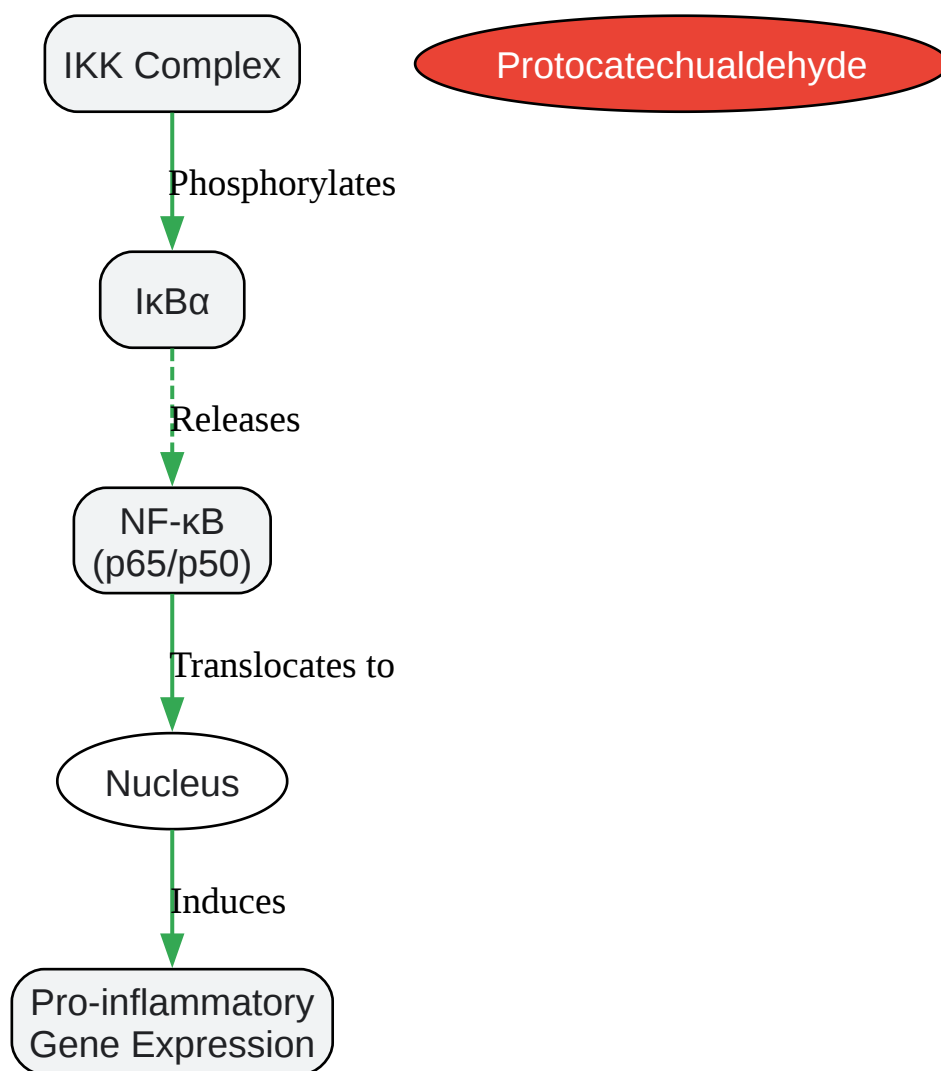 IKK Complex
Protocatechualdehyde
Phosphorylates
IκBα
Releases
NF-κB
(p65/p50)
Translocates to
Nucleus
Induces
Pro-inflammatory
Gene Expression